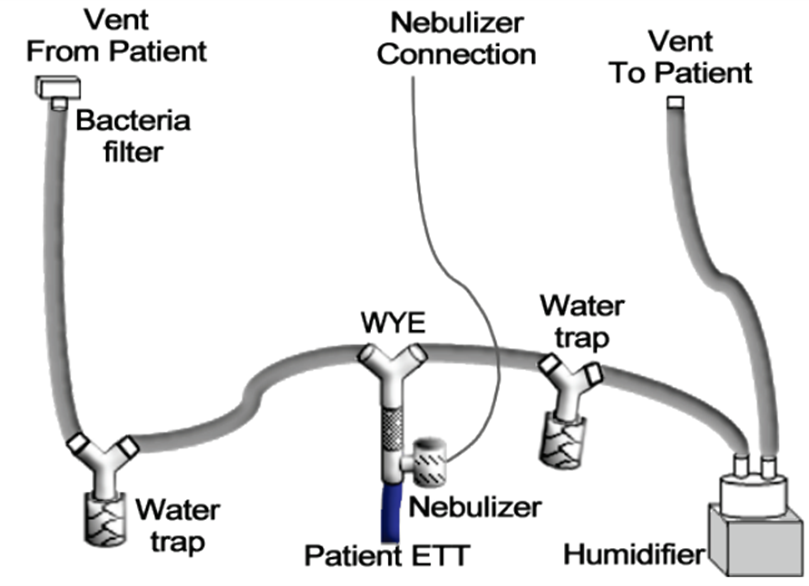 Vent
From Patient
Nebulizer
Connection
Vent
To Patient
Bacteria
filter
WYE
Water
trap
Water
trap
Nebulizer
Patient ETT
Humidifier